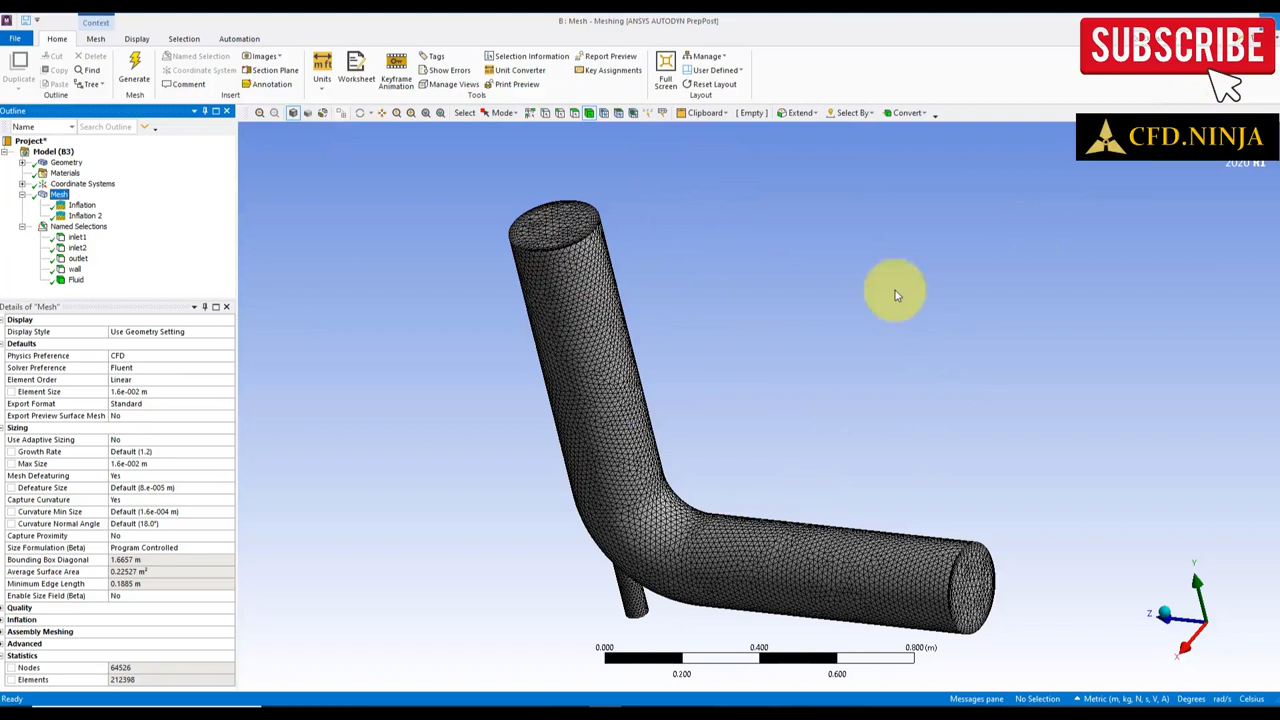 B : Mesh - Meshing [ANSYS AUTODYN PrepPost]
Context
File Home Mesh Display Selection Automation
Duplicate
Cut
Copy
Paste
Delete
Find
Tree
Outline
Generate
Mesh
Named Selection
Coordinate System
Comment
Images
Section Plane
Annotation
Insert
Units
Worksheet
Keyframe Animation
Tags
Show Errors
Manage Views
Selection Information
Unit Converter
Print Preview
Report Preview
Key Assignments
Tools
Full Screen
Manage
User Defined
Reset Layout
Layout
SUBSCRIBE
CFD.NINJA
2020 R1
Outline
Name Search Outline
Select Mode Clipboard [ Empty ] Extend Select By Convert
Project*
Model (B3)
Geometry
Materials
Coordinate Systems
Mesh
Inflation
Inflation 2
Named Selections
inlet1
inlet2
outlet
wall
Fluid
Details of "Mesh"
Display
Display Style Use Geometry Setting
Defaults
Physics Preference CFD
Solver Preference Fluent
Element Order Linear
Element Size 1.6e-002 m
Export Format Standard
Export Preview Surface Mesh No
Sizing
Use Adaptive Sizing No
Growth Rate Default (1.2)
Max Size 1.6e-002 m
Mesh Defeaturing Yes
Defeature Size Default (8.e-005 m)
Capture Curvature Yes
Curvature Min Size Default (1.6e-004 m)
Curvature Normal Angle Default (18.0°)
Capture Proximity No
Size Formulation (Beta) Program Controlled
Bounding Box Diagonal 1.6657 m
Average Surface Area 0.22527 m²
Minimum Edge Length 0.1885 m
Enable Size Field (Beta) No
Quality
Inflation
Assembly Meshing
Advanced
Statistics
Nodes 64526
Elements 212398
0.000 0.400 0.800 (m)
0.200 0.600
Y
Z
X
Ready Messages pane No Selection Metric (m, kg, N, s, V, A) Degrees rad/s Celsius